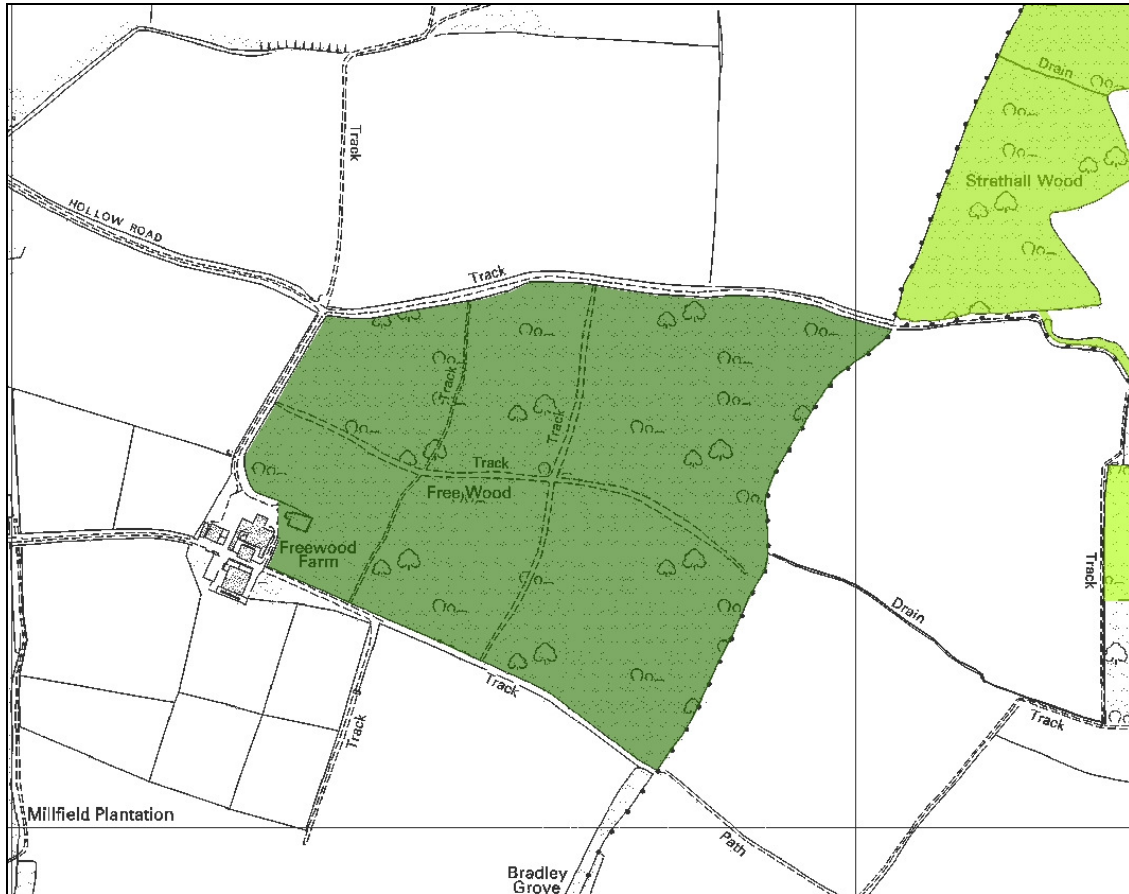 Drain
Track
Strathall Wood
HOLLOW ROAD
Track
Track
Track
Track
Free Wood
Freewood
Farm
Track
Drain
Track
Track
Track
Millfield Plantation
Path
Bradley
Grove